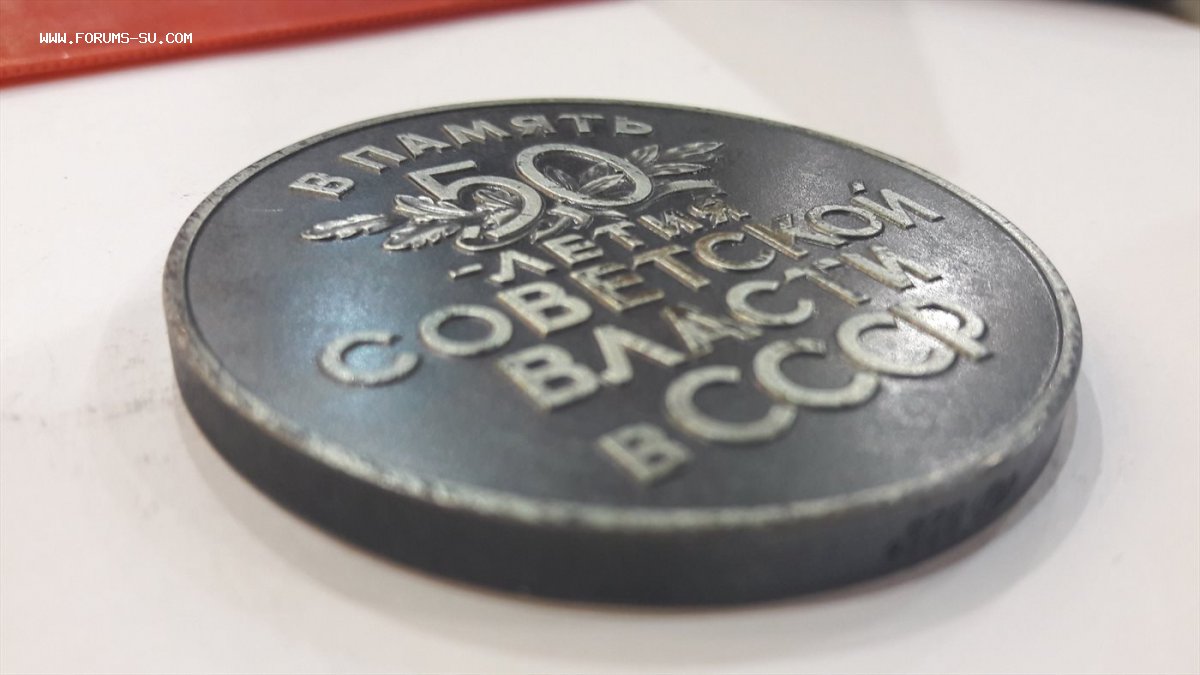 WWW.FORUMS-SU.COM
В ПАМЯТЬ
50
-ЛЕТИЯ
СОВЕТСКОЙ
ВЛАСТИ
В СССР